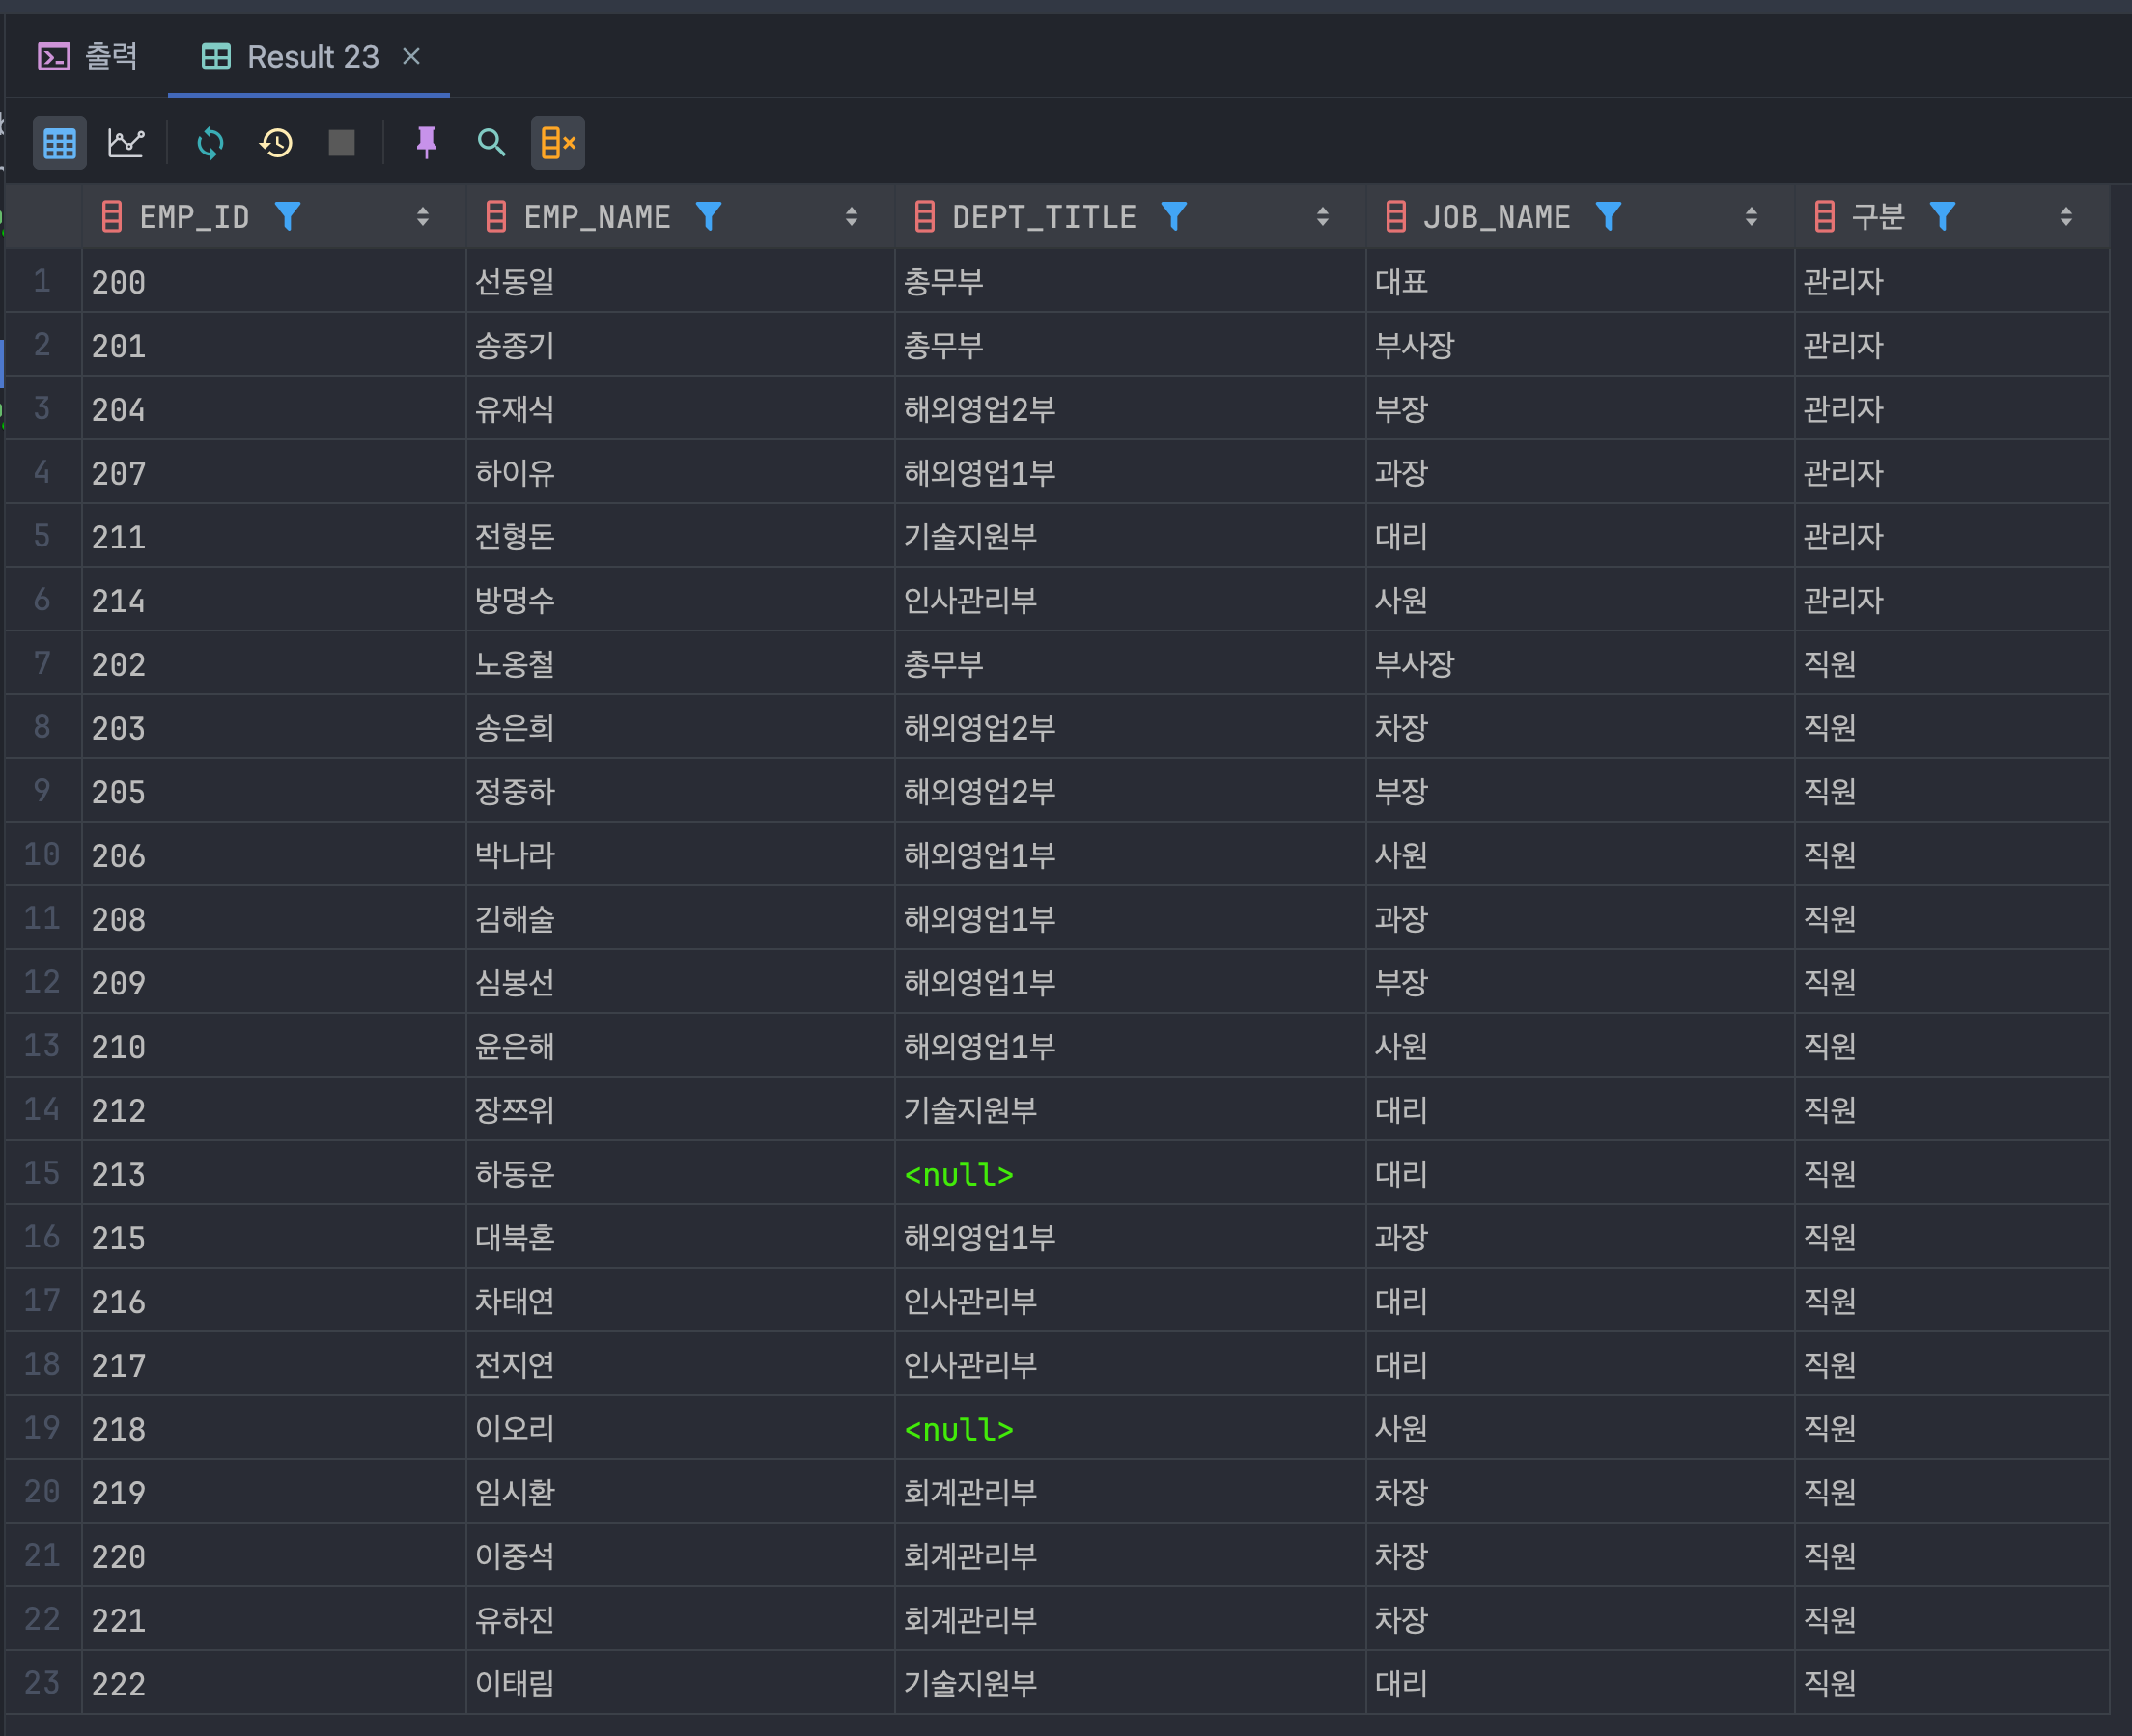 출력 Result 23
EMP_ID EMP_NAME DEPT_TITLE JOB_NAME 구분
1 200 선동일 총무부 대표 관리자
2 201 송종기 총무부 부사장 관리자
3 204 유재식 해외영업2부 부장 관리자
4 207 하이유 해외영업1부 과장 관리자
5 211 전형돈 기술지원부 대리 관리자
6 214 방명수 인사관리부 사원 관리자
7 202 노옹철 총무부 부사장 직원
8 203 송은희 해외영업2부 차장 직원
9 205 정중하 해외영업2부 부장 직원
10 206 박나라 해외영업1부 사원 직원
11 208 김해술 해외영업1부 과장 직원
12 209 심봉선 해외영업1부 부장 직원
13 210 윤은해 해외영업1부 사원 직원
14 212 장쯔위 기술지원부 대리 직원
15 213 하동운 <null> 대리 직원
16 215 대북혼 해외영업1부 과장 직원
17 216 차태연 인사관리부 대리 직원
18 217 전지연 인사관리부 대리 직원
19 218 이오리 <null> 사원 직원
20 219 임시환 회계관리부 차장 직원
21 220 이중석 회계관리부 차장 직원
22 221 유하진 회계관리부 차장 직원
23 222 이태림 기술지원부 대리 직원